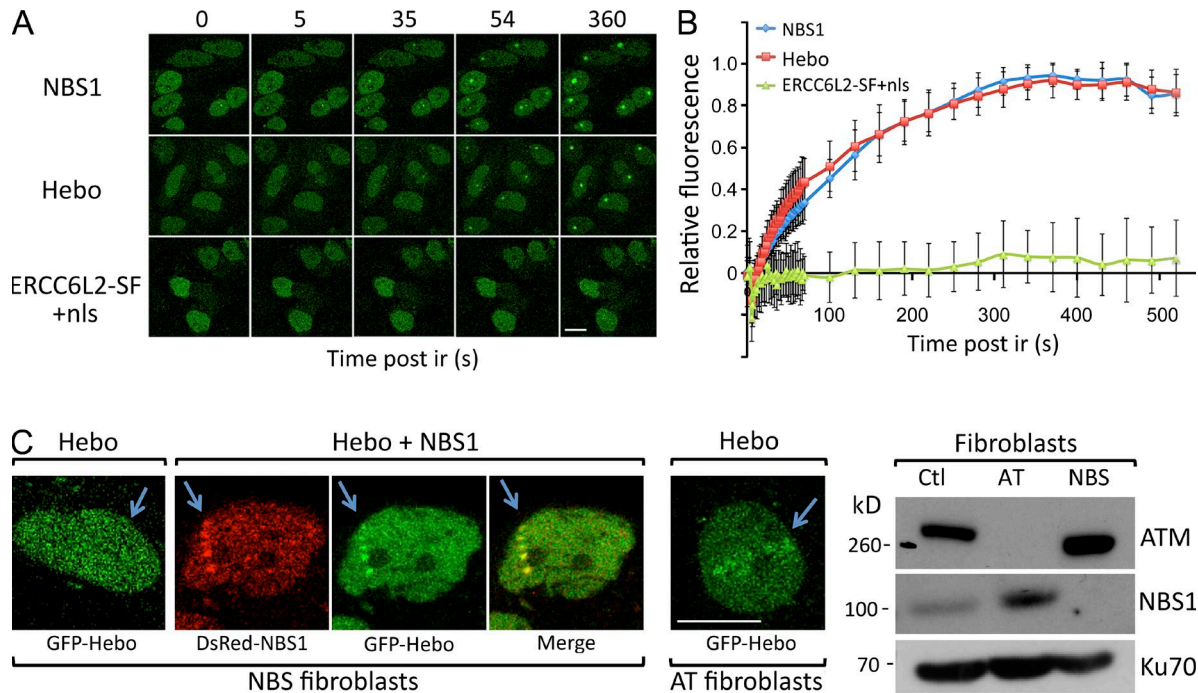 A
0 5 35 54 360
NBS1
Hebo
ERCC6L2-SF
+nls
Time post ir (s)
B
NBS1
Hebo
ERCC6L2-SF+nls
Relative fluorescence
1.0
0.8
0.6
0.4
0.2
0
100 200 300 400 500
Time post ir (s)
C
Hebo
Hebo + NBS1
Hebo
GFP-Hebo
DsRed-NBS1
GFP-Hebo
Merge
GFP-Hebo
NBS fibroblasts
AT fibroblasts
Fibroblasts
Ctl AT NBS
kD
260- ATM
100 - NBS1
70 - Ku70